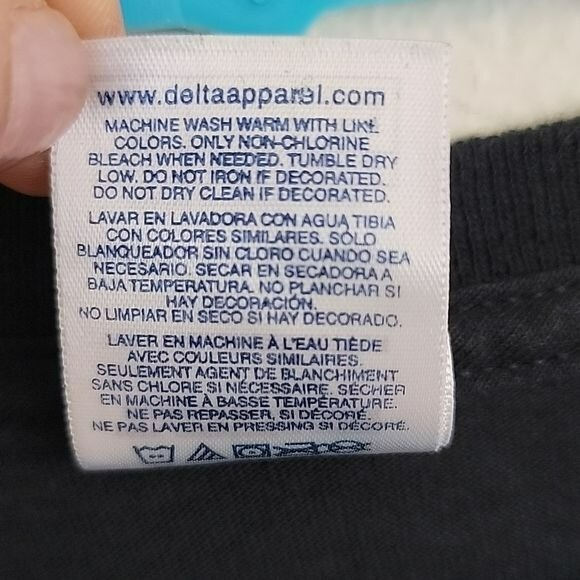 www.deltaapparel.com
MACHINE WASH WARM WITH LIKE
COLORS. ONLY NON-CHLORINE
BLEACH WHEN NEEDED. TUMBLE DRY
LOW. DO NOT IRON IF DECORATED.
DO NOT DRY CLEAN IF DECORATED.
LAVAR EN LAVADORA CON AGUA TIBIA
CON COLORES SIMILARES. SOLO
BLANQUEADOR SIN CLORO CUANDO SEA
NECESARIO. SECAR EN SECADORA A
BAJA TEMPERATURA. NO PLANCHAR SI
HAY DECORACIÓN.
NO LIMPIAR EN SECO SI HAY DECORADO.
LAVER EN MACHINE À L'EAU TIÈDE
AVEC COULEURS SIMILAIRES.
SEULEMENT AGENT DE BLANCHIMENT
SANS CHLORE SI NÉCESSAIRE. SÉCHER
EN MACHINE À BASSE TEMPÉRATURE.
NE PAS REPASSER, SI DÉCORÉ.
NE PAS LAVER EN PRESSING SI DÉCORÉ.